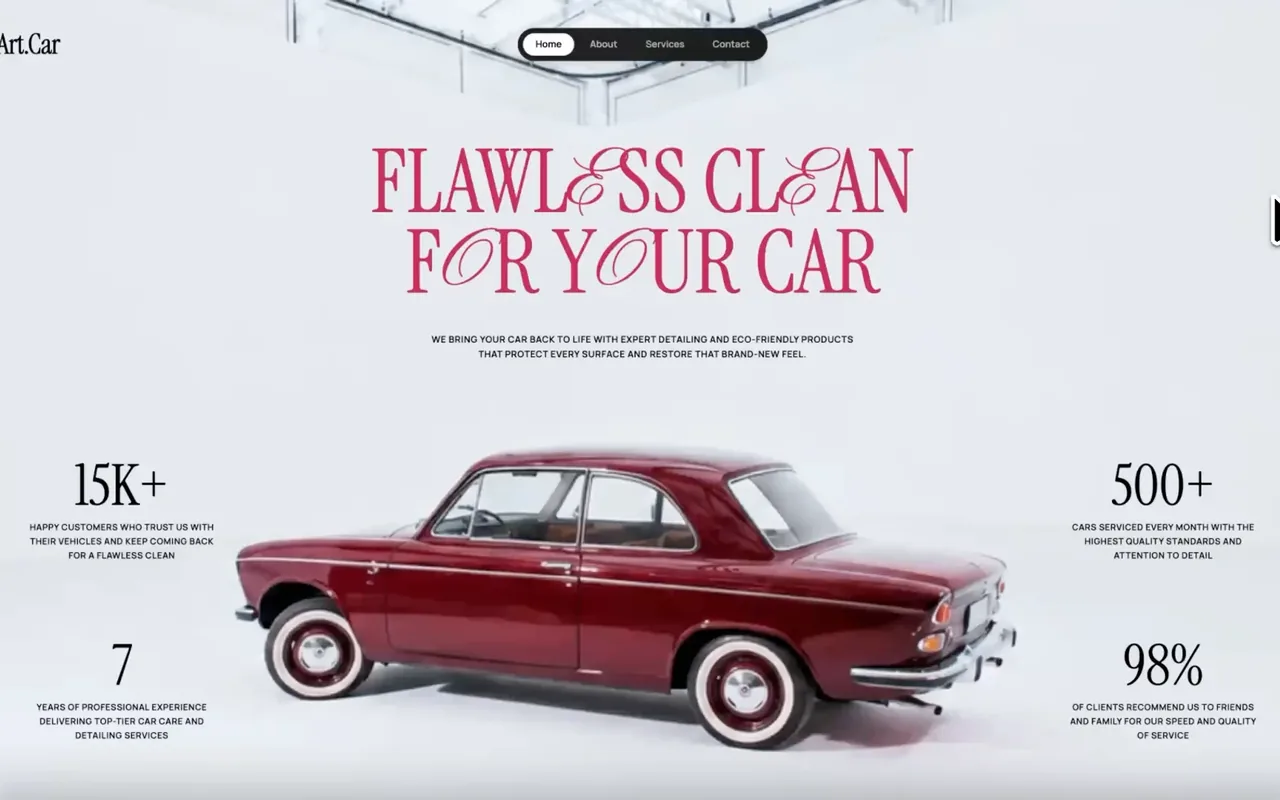 Art.Car
Home
About
Services
Contact
FLAWLESS CLEAN
FOR YOUR CAR
WE BRING YOUR CAR BACK TO LIFE WITH EXPERT DETAILING AND ECO-FRIENDLY PRODUCTS
THAT PROTECT EVERY SURFACE AND RESTORE THAT BRAND-NEW FEEL.
15K+
HAPPY CUSTOMERS WHO TRUST US WITH
THEIR VEHICLES AND KEEP COMING BACK
FOR A FLAWLESS CLEAN
500+
CARS SERVICED EVERY MONTH WITH THE
HIGHEST QUALITY STANDARDS AND
ATTENTION TO DETAIL
7
YEARS OF PROFESSIONAL EXPERIENCE
DELIVERING TOP-TIER CAR CARE AND
DETAILING SERVICES
98%
OF CLIENTS RECOMMEND US TO FRIENDS
AND FAMILY FOR OUR SPEED AND QUALITY
OF SERVICE